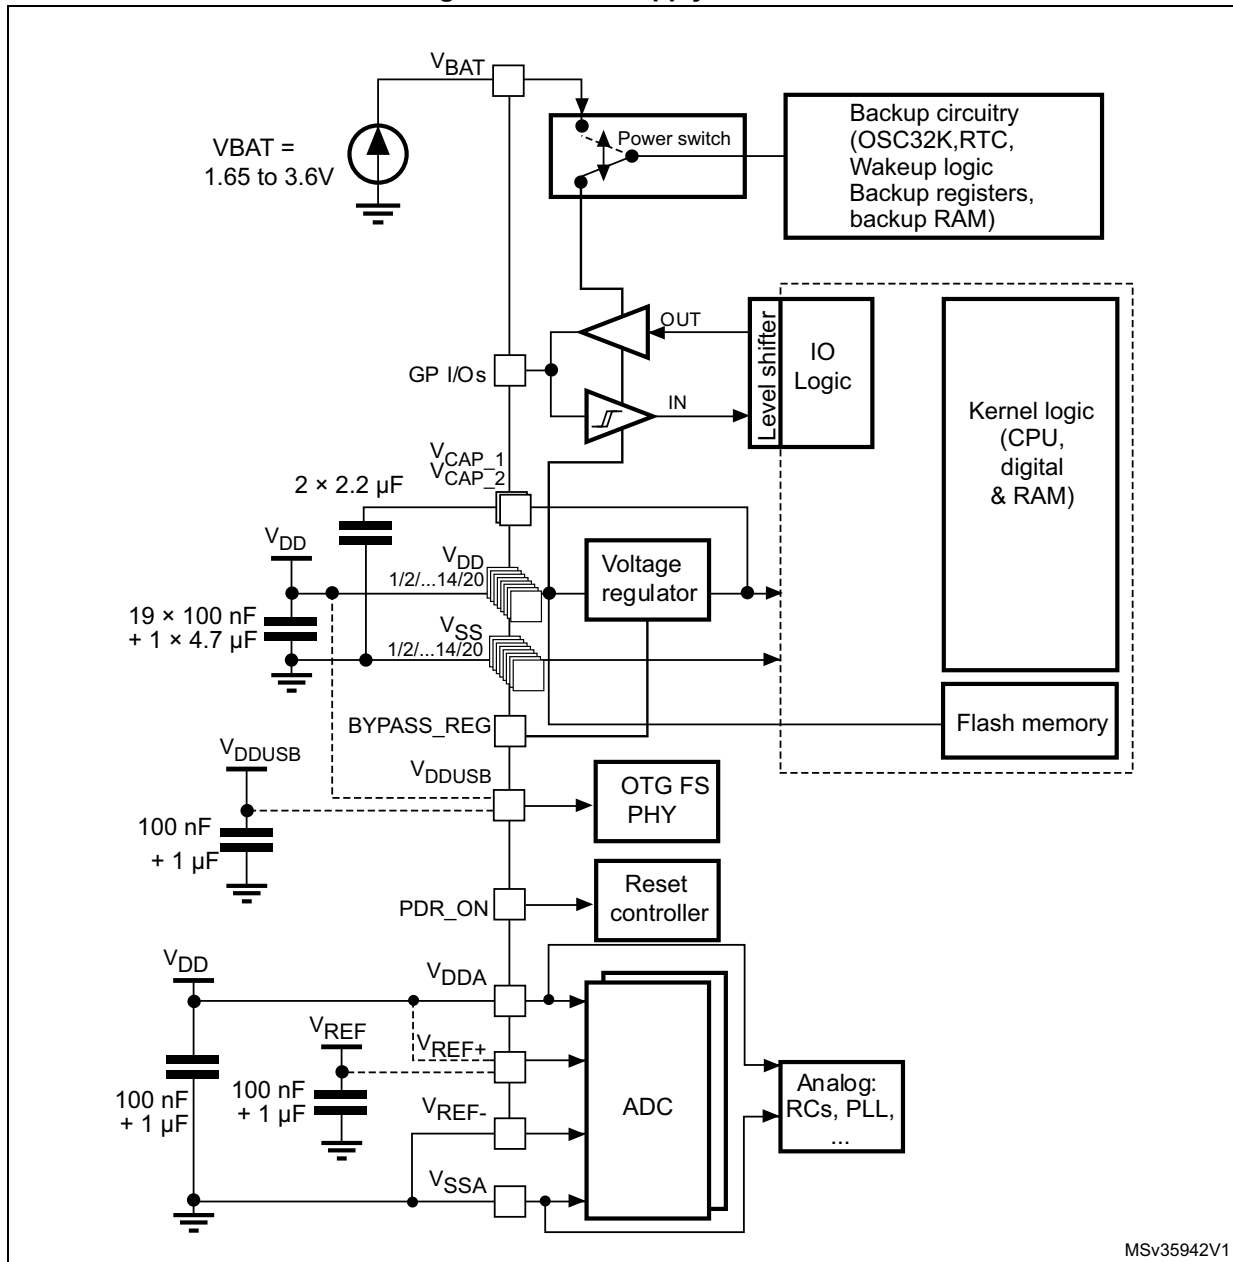 VBAT
VBAT =
1.65 to 3.6V
Power switch
Backup circuitry
(OSC32K,RTC,
Wakeup logic
Backup registers,
backup RAM)
OUT
GP I/Os
IN
Level shifter
IO
Logic
Kernel logic
(CPU,
digital
& RAM)
VCAP_1
VCAP_2
2 × 2.2 µF
VDD
VDD
1/2/...14/20
Voltage
regulator
19 × 100 nF
+ 1 × 4.7 µF
VSS
1/2/...14/20
BYPASS_REG
Flash memory
VDDUSB
VDDUSB
OTG FS
PHY
100 nF
+ 1 µF
PDR_ON
Reset
controller
VDD
VDDA
VREF
VREF+
100 nF
+ 1 µF
100 nF
+ 1 µF
VREF-
ADC
Analog:
RCs, PLL,
...
VSSA
MSv35942V1